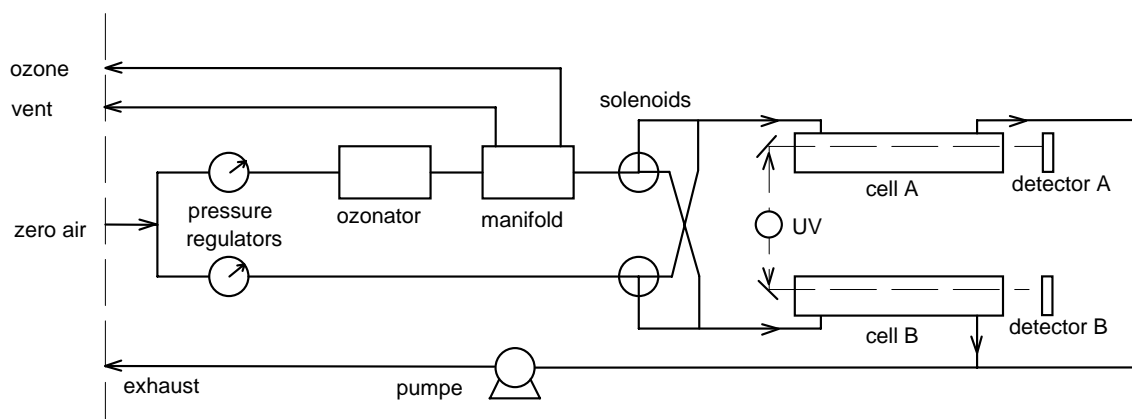 ozone
vent
solenoids
cell A
detector A
pressure
regulators
ozonator
manifold
zero air
UV
cell B
detector B
exhaust
pumpe